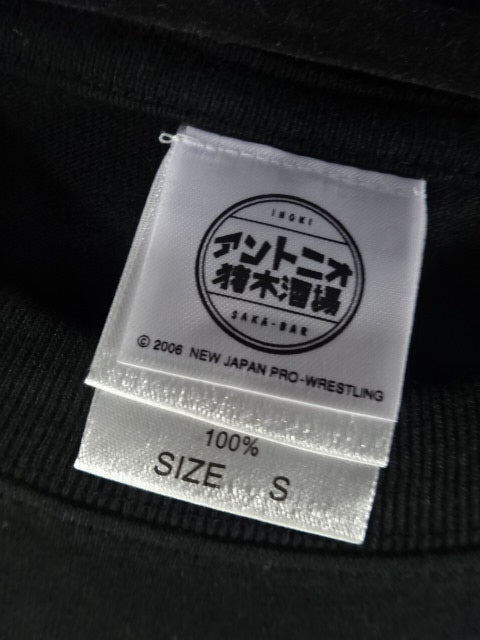 INOKI
アントニオ
猪木酒場
SAKA-BAR
© 2006 NEW JAPAN PRO-WRESTLING
100%
SIZE S